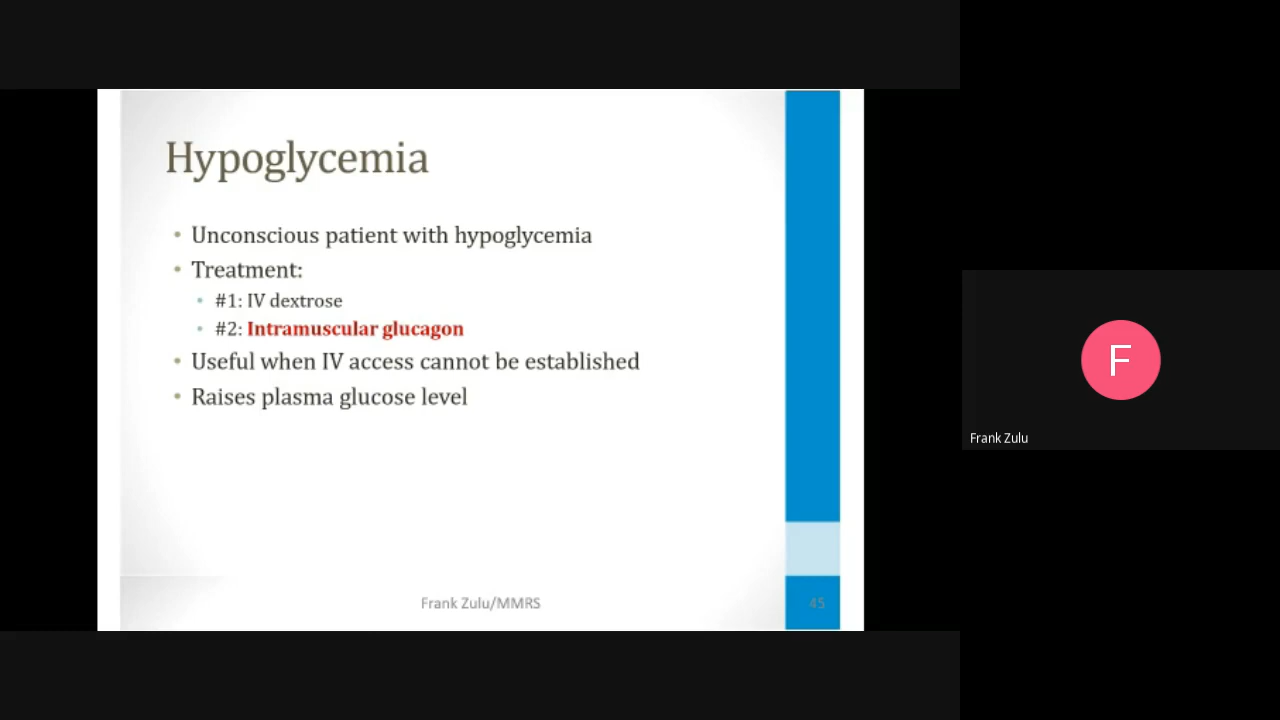 Hypoglycemia
• Unconscious patient with hypoglycemia
• Treatment:
• #1: IV dextrose
• #2: Intramuscular glucagon
• Useful when IV access cannot be established
• Raises plasma glucose level
Frank Zulu/MMRS
45
F
Frank Zulu